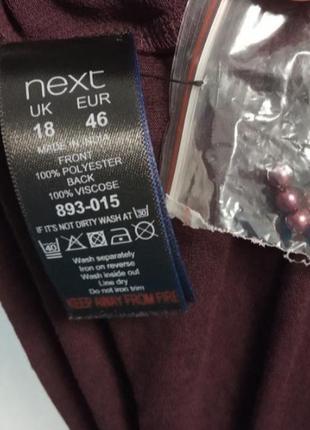 next
UK EUR
18 46
MADE IN INDIA
FRONT
100% POLYESTER
BACK
100% VISCOSE
893-015
IF IT'S NOT DIRTY WASH AT 30
40
Wash separately
Iron on reverse
Wash inside out
Line dry
Do not iron trim
KEEP AWAY FROM FIRE